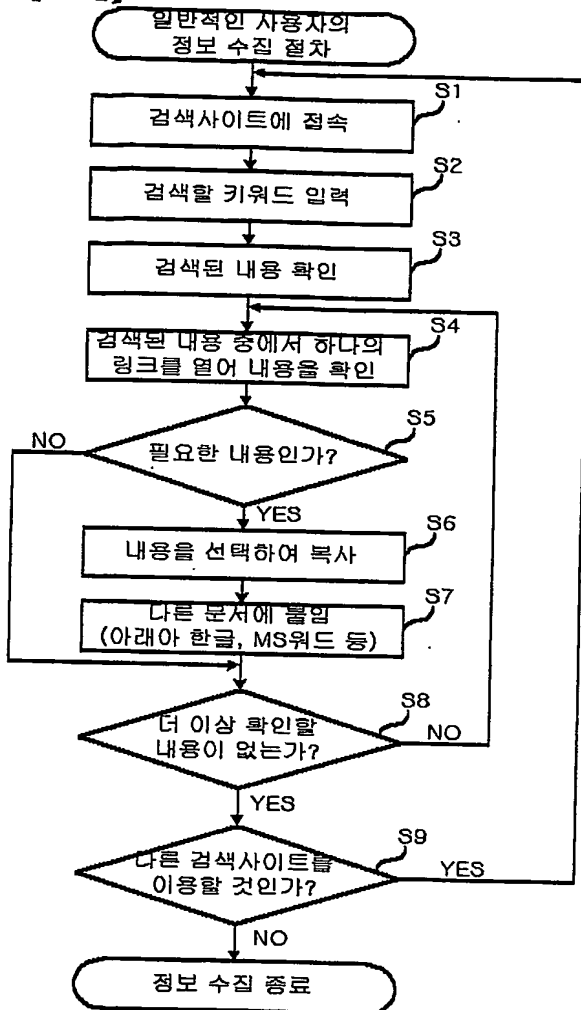 일반적인 사용자의
정보 수집 절차
S1
검색사이트에 접속
S2
검색할 키워드 입력
S3
검색된 내용 확인
S4
검색된 내용 중에서 하나의
링크를 열어 내용울 확인
S5
NO
필요한 내용인가?
YES
S6
내용을 선택하여 복사
S7
다른 문서에 붙임
(아래아 한글, MS워드 등)
S8
더 이상 확인할
내용이 없는가?
NO
YES
S9
다른 검색사이트를
이용할 것인가?
YES
NO
정보 수집 종료